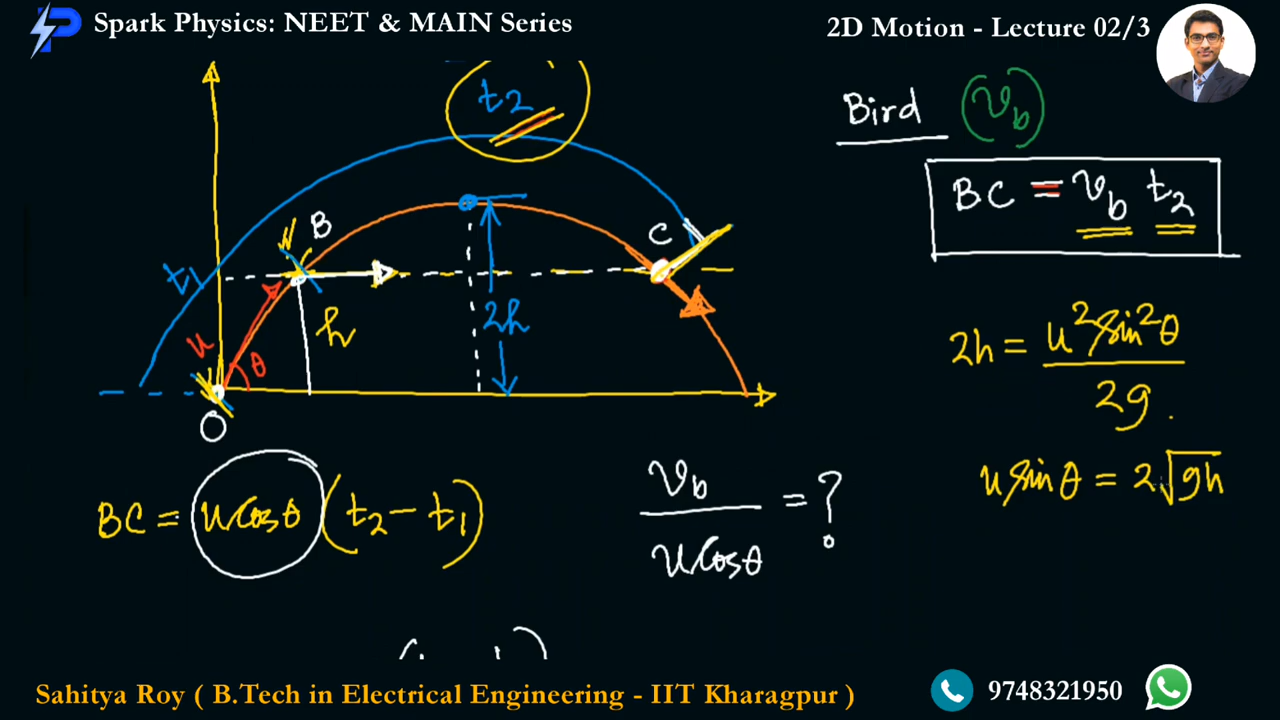 Spark Physics: NEET & MAIN Series
2D Motion - Lecture 02/3
t2
Bird (vb)
BC = vb t2
B
C
t1
h
2h
u
θ
O
2h = u²sin²θ / 2g
u sin θ = 2√gh
BC = u cos θ (t2 − t1)
vb / u cos θ = ?
Sahitya Roy ( B.Tech in Electrical Engineering - IIT Kharagpur )
9748321950